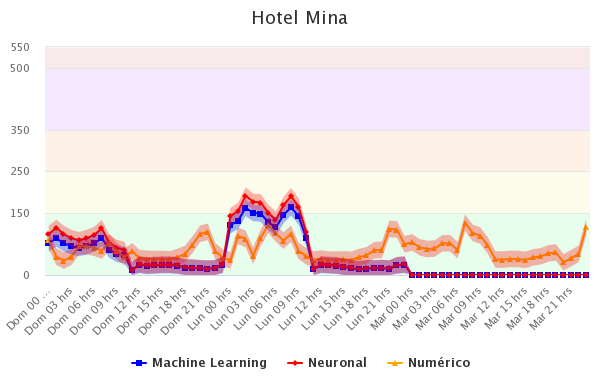 Hotel Mina
550
500
350
250
150
0
Dom 00 ...
Dom 03 hrs
Dom 06 hrs
Dom 09 hrs
Dom 12 hrs
Dom 15 hrs
Dom 18 hrs
Dom 21 hrs
Lun 00 hrs
Lun 03 hrs
Lun 06 hrs
Lun 09 hrs
Lun 12 hrs
Lun 15 hrs
Lun 18 hrs
Lun 21 hrs
Mar 00 hrs
Mar 03 hrs
Mar 06 hrs
Mar 09 hrs
Mar 12 hrs
Mar 15 hrs
Mar 18 hrs
Mar 21 hrs
Machine Learning Neuronal Numérico